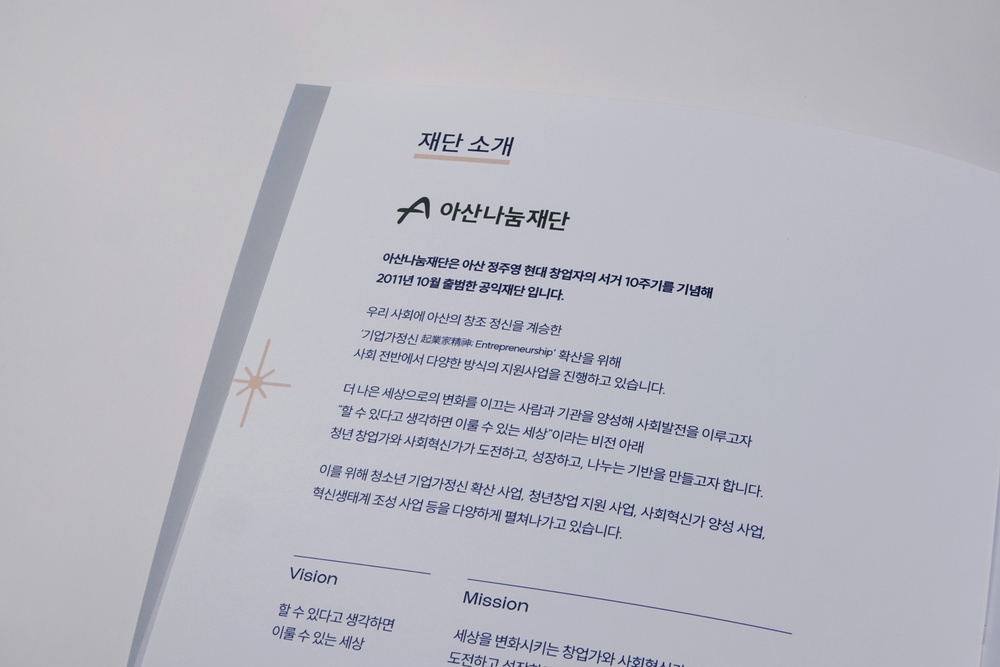 재단 소개
아산나눔재단
아산나눔재단은 아산 정주영 현대 창업자의 서거 10주기를 기념해
2011년 10월 출범한 공익재단 입니다.
우리 사회에 아산의 창조 정신을 계승한
‘기업가정신 起業家精神: Entrepreneurship’ 확산을 위해
사회 전반에서 다양한 방식의 지원사업을 진행하고 있습니다.
더 나은 세상으로의 변화를 이끄는 사람과 기관을 양성해 사회발전을 이루고자
“할 수 있다고 생각하면 이룰 수 있는 세상”이라는 비전 아래
청년 창업가와 사회혁신가가 도전하고, 성장하고, 나누는 기반을 만들고자 합니다.
이를 위해 청소년 기업가정신 확산 사업, 청년창업 지원 사업, 사회혁신가 양성 사업,
혁신생태계 조성 사업 등을 다양하게 펼쳐나가고 있습니다.
Vision
할 수 있다고 생각하면
이룰 수 있는 세상
Mission
세상을 변화시키는 창업가와
도전하고